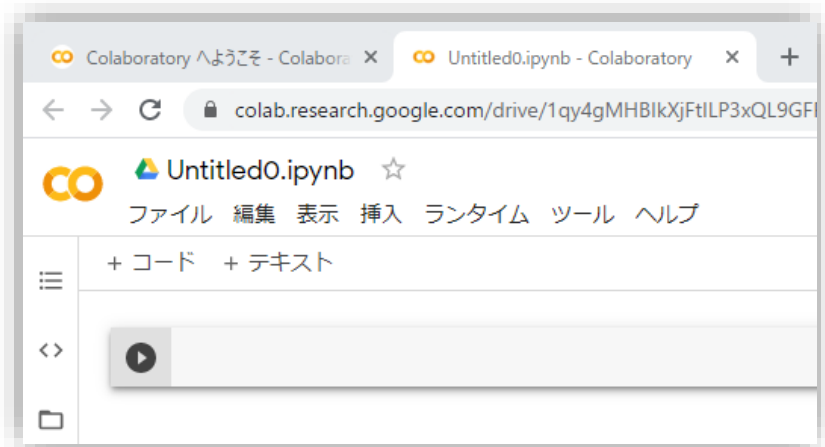 Colaboratory へようこそ - Colabora
Untitled0.ipynb - Colaboratory
colab.research.google.com/drive/1qy4gMHBIkXjFtlLP3xQL9GFI
Untitled0.ipynb
ファイル 編集 表示 挿入 ランタイム ツール ヘルプ
+ コード + テキスト